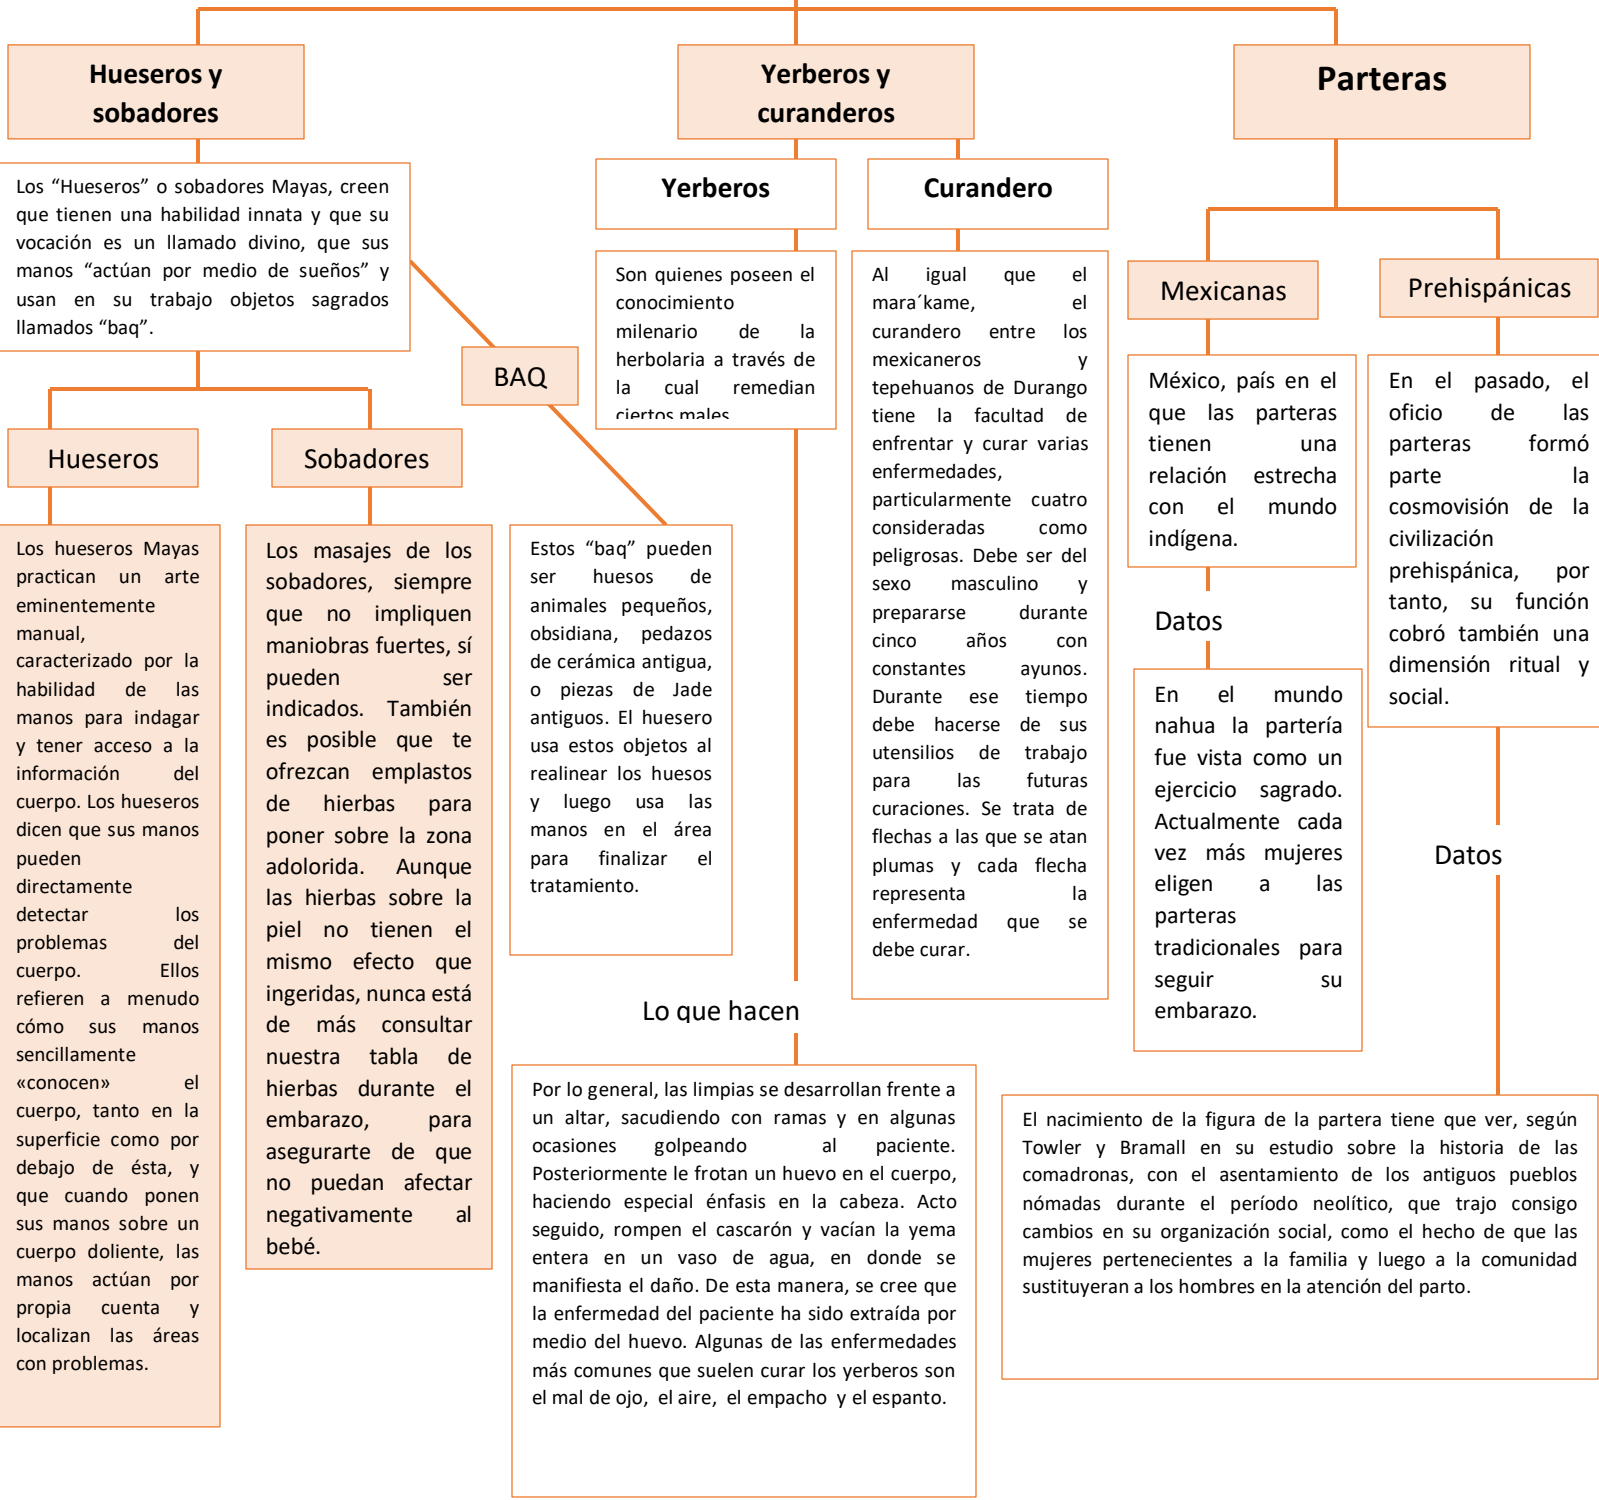 Hueseros y
sobadores
Los “Hueseros” o sobadores Mayas, creen
que tienen una habilidad innata y que su
vocación es un llamado divino, que sus
manos “actúan por medio de sueños” y
usan en su trabajo objetos sagrados
llamados “baq”.
BAQ
Hueseros
Los hueseros Mayas
practican un arte
eminentemente
manual,
caracterizado por la
habilidad de las
manos para indagar
y tener acceso a la
información del
cuerpo. Los hueseros
dicen que sus manos
pueden
directamente
detectar los
problemas del
cuerpo. Ellos
refieren a menudo
cómo sus manos
sencillamente
«conocen» el
cuerpo, tanto en la
superficie como por
debajo de ésta, y
que cuando ponen
sus manos sobre un
cuerpo doliente, las
manos actúan por
propia cuenta y
localizan las áreas
con problemas.
Sobadores
Los masajes de los
sobadores, siempre
que no impliquen
maniobras fuertes, sí
pueden ser
indicados. También
es posible que te
ofrezcan emplastos
de hierbas para
poner sobre la zona
adolorida. Aunque
las hierbas sobre la
piel no tienen el
mismo efecto que
ingeridas, nunca está
de más consultar
nuestra tabla de
hierbas durante el
embarazo, para
asegurarte de que
no puedan afectar
negativamente al
bebé.
Estos “baq” pueden
ser huesos de
animales pequeños,
obsidiana, pedazos
de cerámica antigua,
o piezas de Jade
antiguos. El huesero
usa estos objetos al
realinear los huesos
y luego usa las
manos en el área
para finalizar el
tratamiento.
Yerberos y
curanderos
Yerberos
Son quienes poseen el
conocimiento
milenario de la
herbolaria a través de
la cual remedian
ciertos males
Lo que hacen
Por lo general, las limpias se desarrollan frente a
un altar, sacudiendo con ramas y en algunas
ocasiones golpeando al paciente.
Posteriormente le frotan un huevo en el cuerpo,
haciendo especial énfasis en la cabeza. Acto
seguido, rompen el cascarón y vacían la yema
entera en un vaso de agua, en donde se
manifiesta el daño. De esta manera, se cree que
la enfermedad del paciente ha sido extraída por
medio del huevo. Algunas de las enfermedades
más comunes que suelen curar los yerberos son
el mal de ojo, el aire, el empacho y el espanto.
Curandero
Al igual que el
mara´kame, el
curandero entre los
mexicaneros y
tepehuanos de Durango
tiene la facultad de
enfrentar y curar varias
enfermedades,
particularmente cuatro
consideradas como
peligrosas. Debe ser del
sexo masculino y
prepararse durante
cinco años con
constantes ayunos.
Durante ese tiempo
debe hacerse de sus
utensilios de trabajo
para las futuras
curaciones. Se trata de
flechas a las que se atan
plumas y cada flecha
representa la
enfermedad que se
debe curar.
Parteras
Mexicanas
México, país en el
que las parteras
tienen una
relación estrecha
con el mundo
indígena.
Datos
En el mundo
nahua la partería
fue vista como un
ejercicio sagrado.
Actualmente cada
vez más mujeres
eligen a las
parteras
tradicionales para
seguir su
embarazo.
Prehispánicas
En el pasado, el
oficio de las
parteras formó
parte la
cosmovisión de la
civilización
prehispánica, por
tanto, su función
cobró también una
dimensión ritual y
social.
Datos
El nacimiento de la figura de la partera tiene que ver, según
Towler y Bramall en su estudio sobre la historia de las
comadronas, con el asentamiento de los antiguos pueblos
nómadas durante el período neolítico, que trajo consigo
cambios en su organización social, como el hecho de que las
mujeres pertenecientes a la familia y luego a la comunidad
sustituyeran a los hombres en la atención del parto.